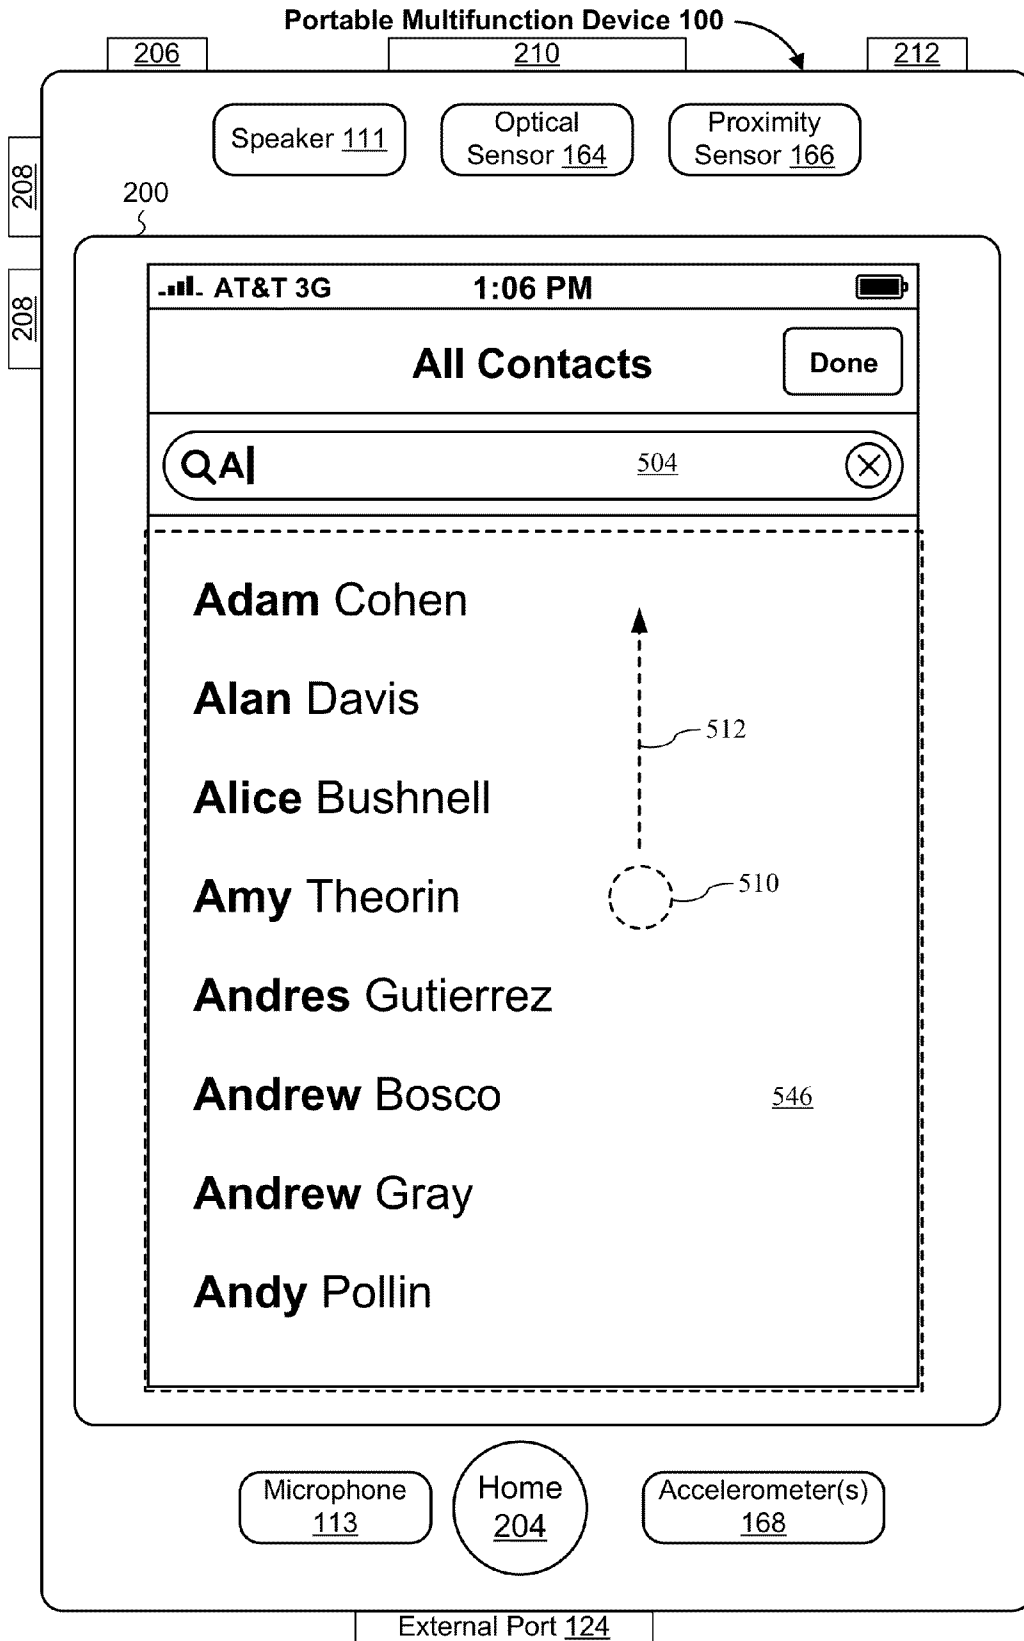 Portable Multifunction Device 100
206
210
212
Speaker 111
Optical
Sensor 164
Proximity
Sensor 166
208
200
208
AT&T 3G
1:06 PM
All Contacts
Done
A
504
Adam Cohen
Alan Davis
512
Alice Bushnell
Amy Theorin
510
Andres Gutierrez
Andrew Bosco
546
Andrew Gray
Andy Pollin
Microphone
113
Home
204
Accelerometer(s)
168
External Port 124